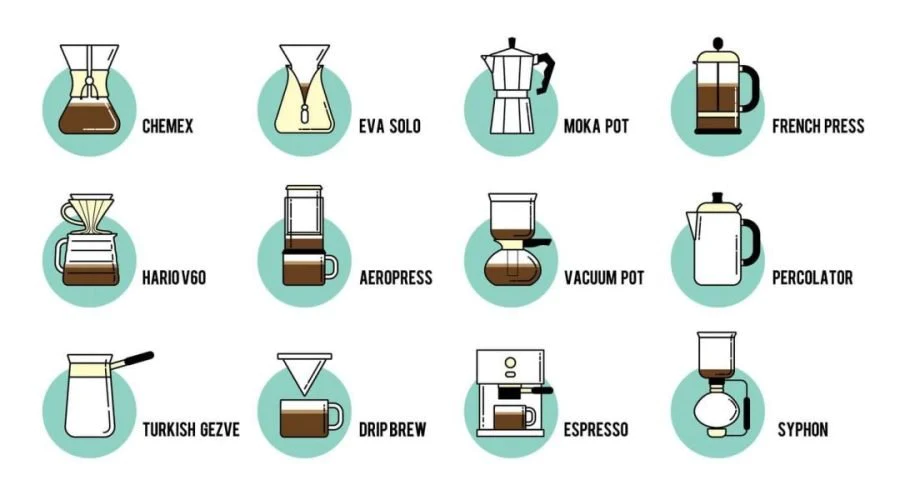 CHEMEX
EVA SOLO
MOKA POT
FRENCH PRESS
HARIO V60
AEROPRESS
VACUUM POT
PERCOLATOR
TURKISH GEZVE
DRIP BREW
ESPRESSO
SYPHON